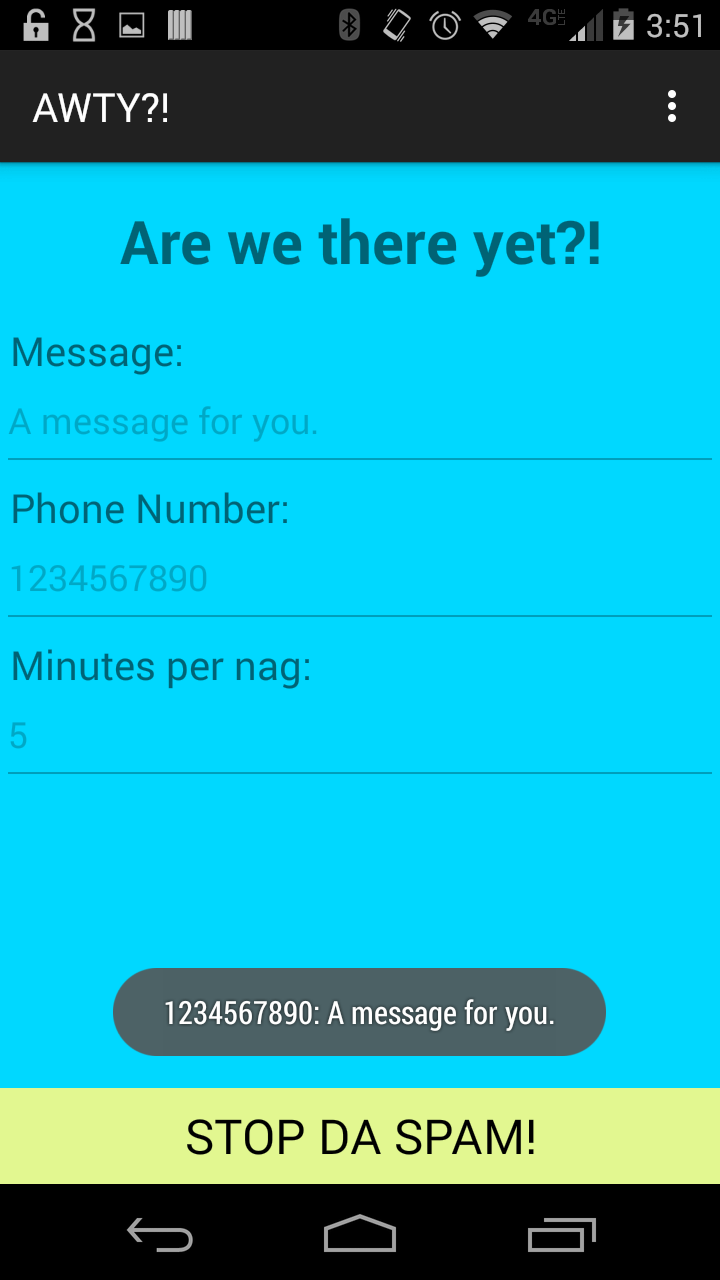 4G LTE 3:51
AWTY?!
Are we there yet?!
Message:
A message for you.
Phone Number:
1234567890
Minutes per nag:
5
1234567890: A message for you.
STOP DA SPAM!